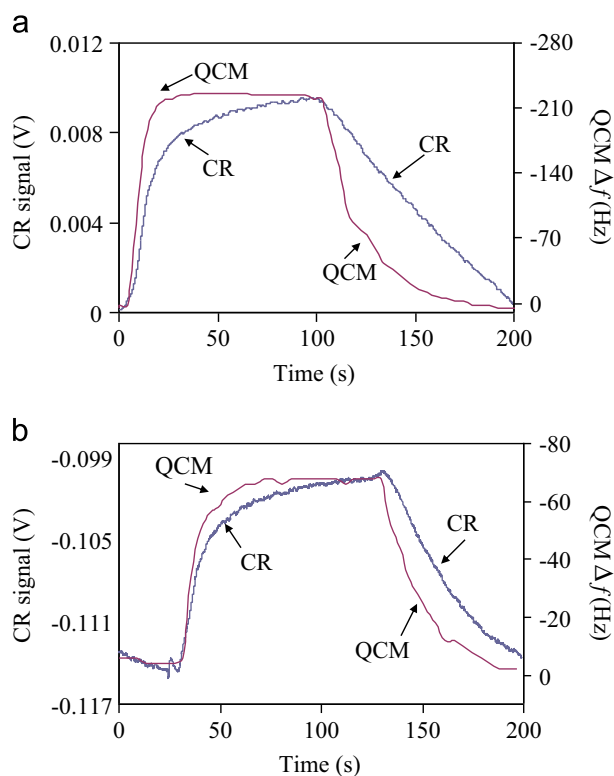 a
0.012
0.008
0.004
0
CR signal (V)
QCM
CR
CR
QCM
-280
-210
-140
-70
0
QCM Δf (Hz)
0
50
100
150
200
Time (s)
b
-0.099
-0.105
-0.111
-0.117
CR signal (V)
QCM
CR
CR
QCM
-80
-60
-40
-20
0
QCM Δf (Hz)
0
50
100
150
200
Time (s)